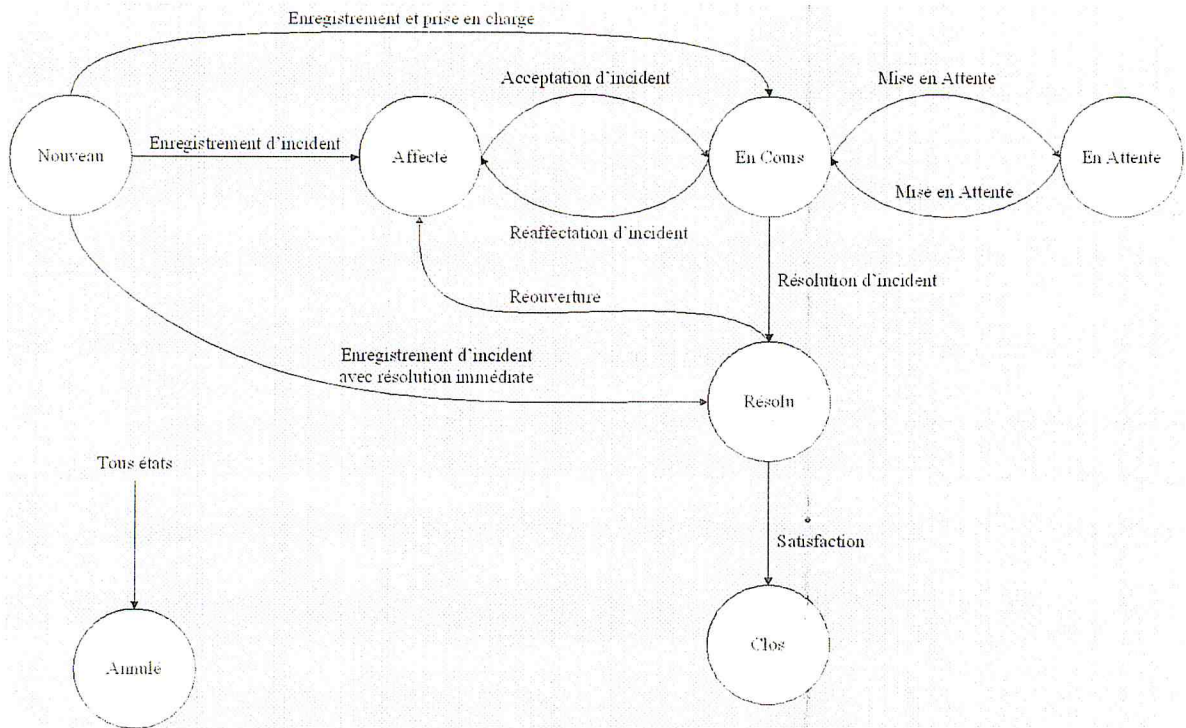 Enregistrement et prise en charge
Acceptation d'incident
Mise en Attente
Nouveau
Enregistrement d'incident
Affecté
En Cours
En Attente
Mise en Attente
Réaffectation d'incident
Résolution d'incident
Réouverture
Enregistrement d'incident
avec résolution immédiate
Résolu
Tous états
Satisfaction
Clos
Annulé